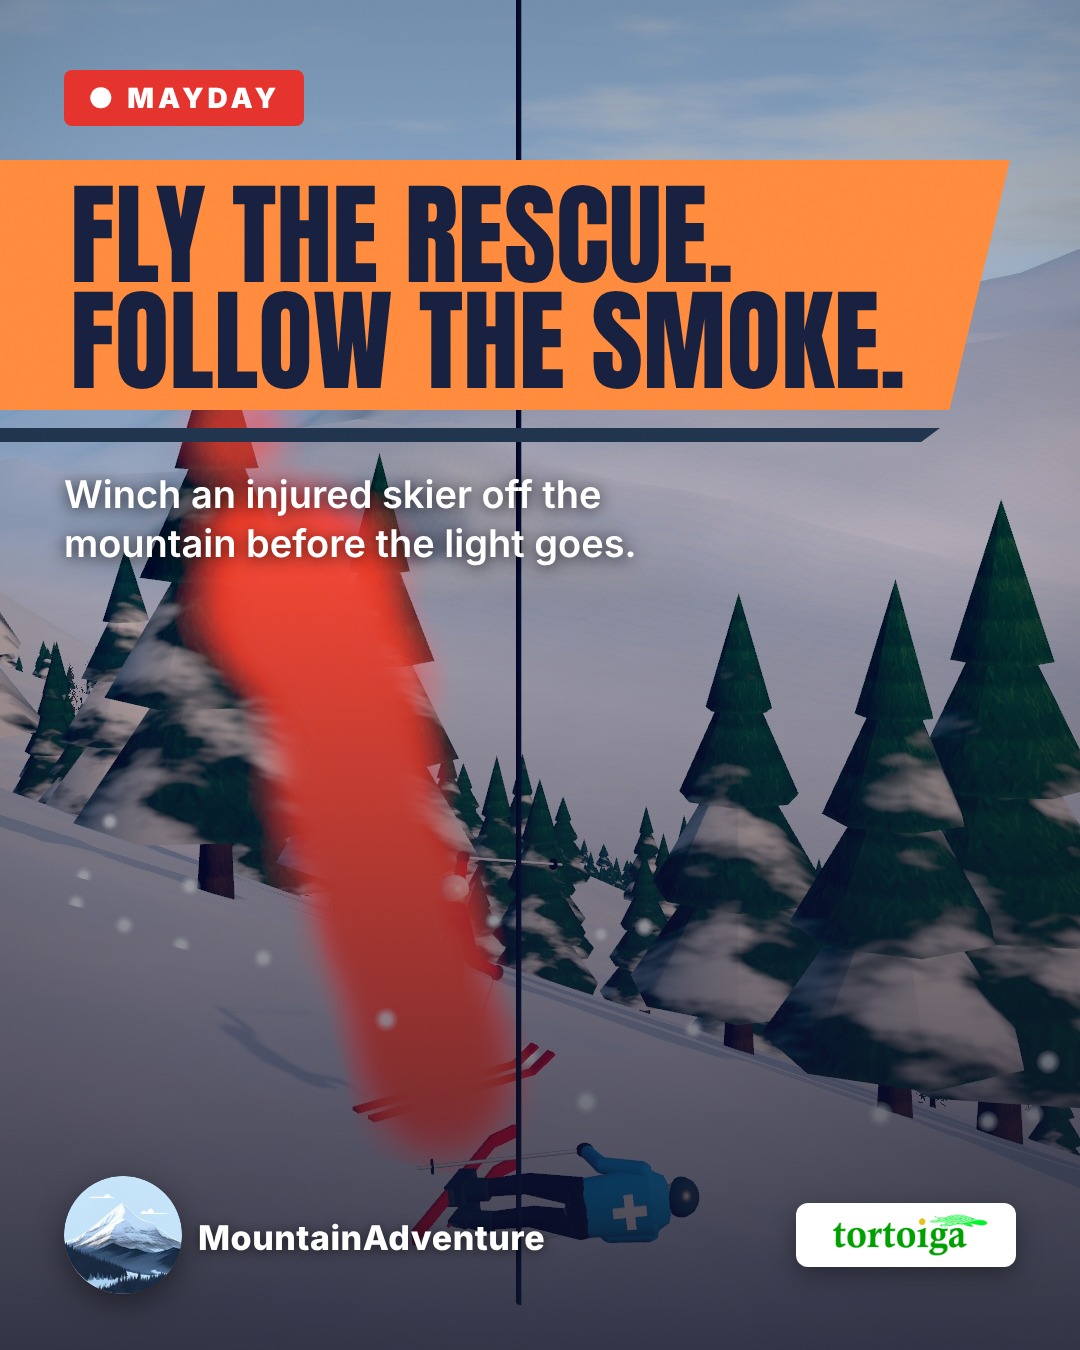 MAYDAY
FLY THE RESCUE.
FOLLOW THE SMOKE.
Winch an injured skier off the
mountain before the light goes.
MountainAdventure
tortoiga